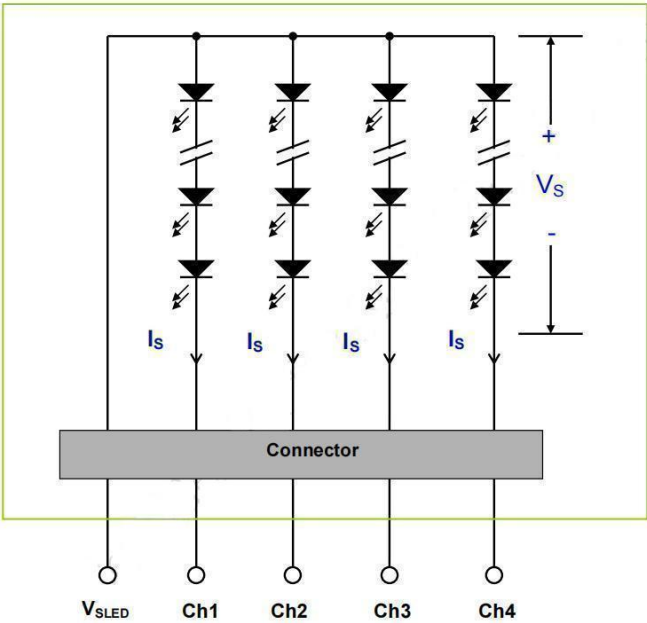 +
VS
-
IS IS IS IS
Connector
VSLED Ch1 Ch2 Ch3 Ch4